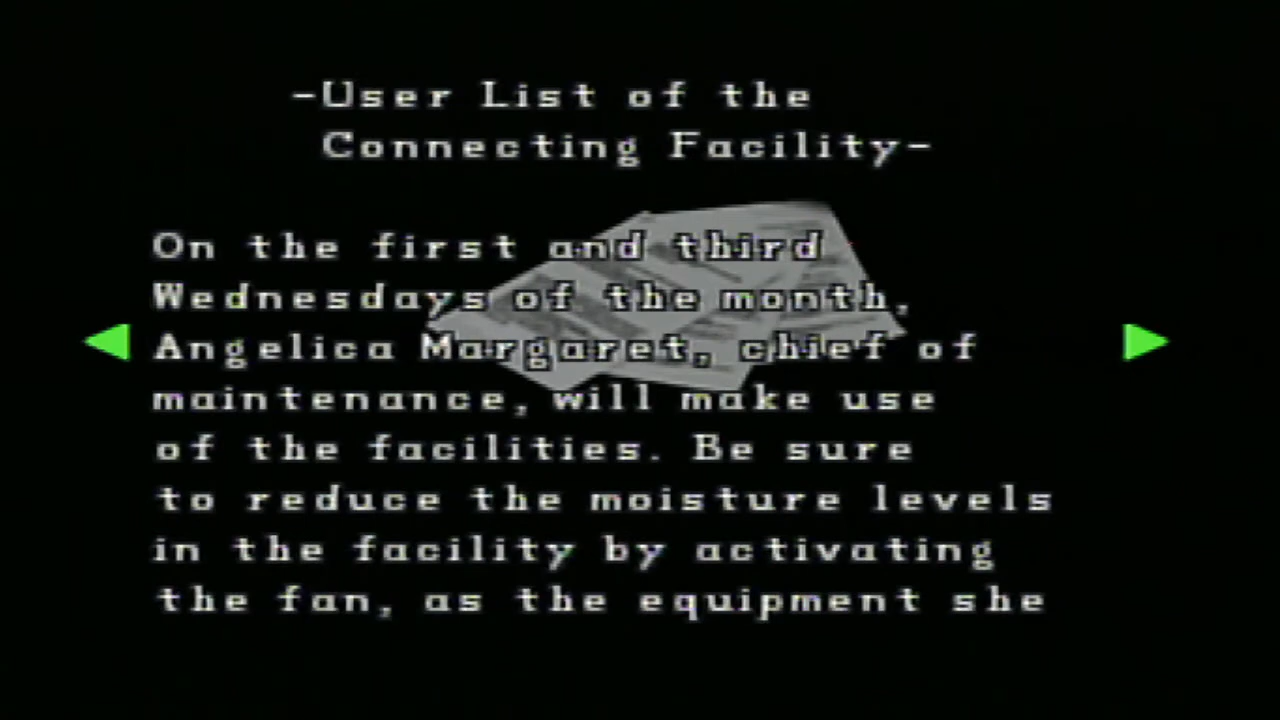 -User List of the
Connecting Facility-
On the first and third
Wednesdays of the month,
Angelica Margaret, chief of
maintenance, will make use
of the facilities. Be sure
to reduce the moisture levels
in the facility by activating
the fan, as the equipment she